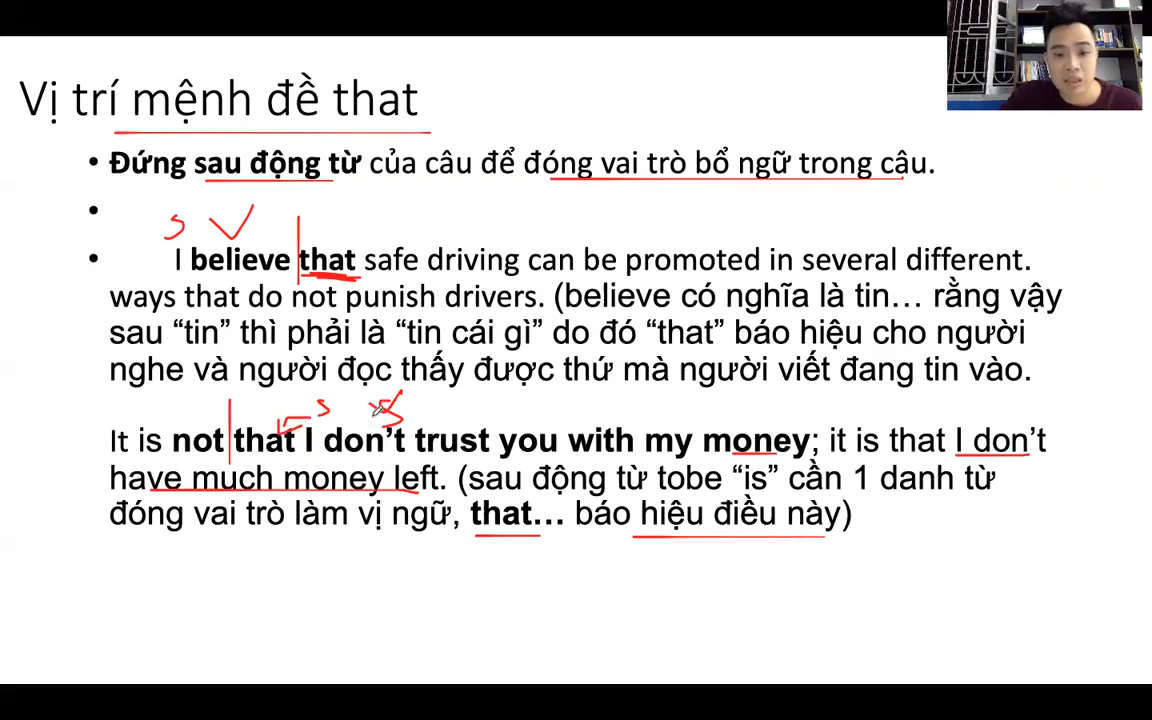 Vị trí mệnh đề that
• Đứng sau động từ của câu để đóng vai trò bổ ngữ trong câu.
•
S V
• I believe that safe driving can be promoted in several different.
ways that do not punish drivers. (believe có nghĩa là tin… rằng vậy
sau “tin” thì phải là “tin cái gì” do đó “that” báo hiệu cho người
nghe và người đọc thấy được thứ mà người viết đang tin vào.
S
It is not that I don’t trust you with my money; it is that I don’t
have much money left. (sau động từ tobe “is” cần 1 danh từ
đóng vai trò làm vị ngữ, that… báo hiệu điều này)